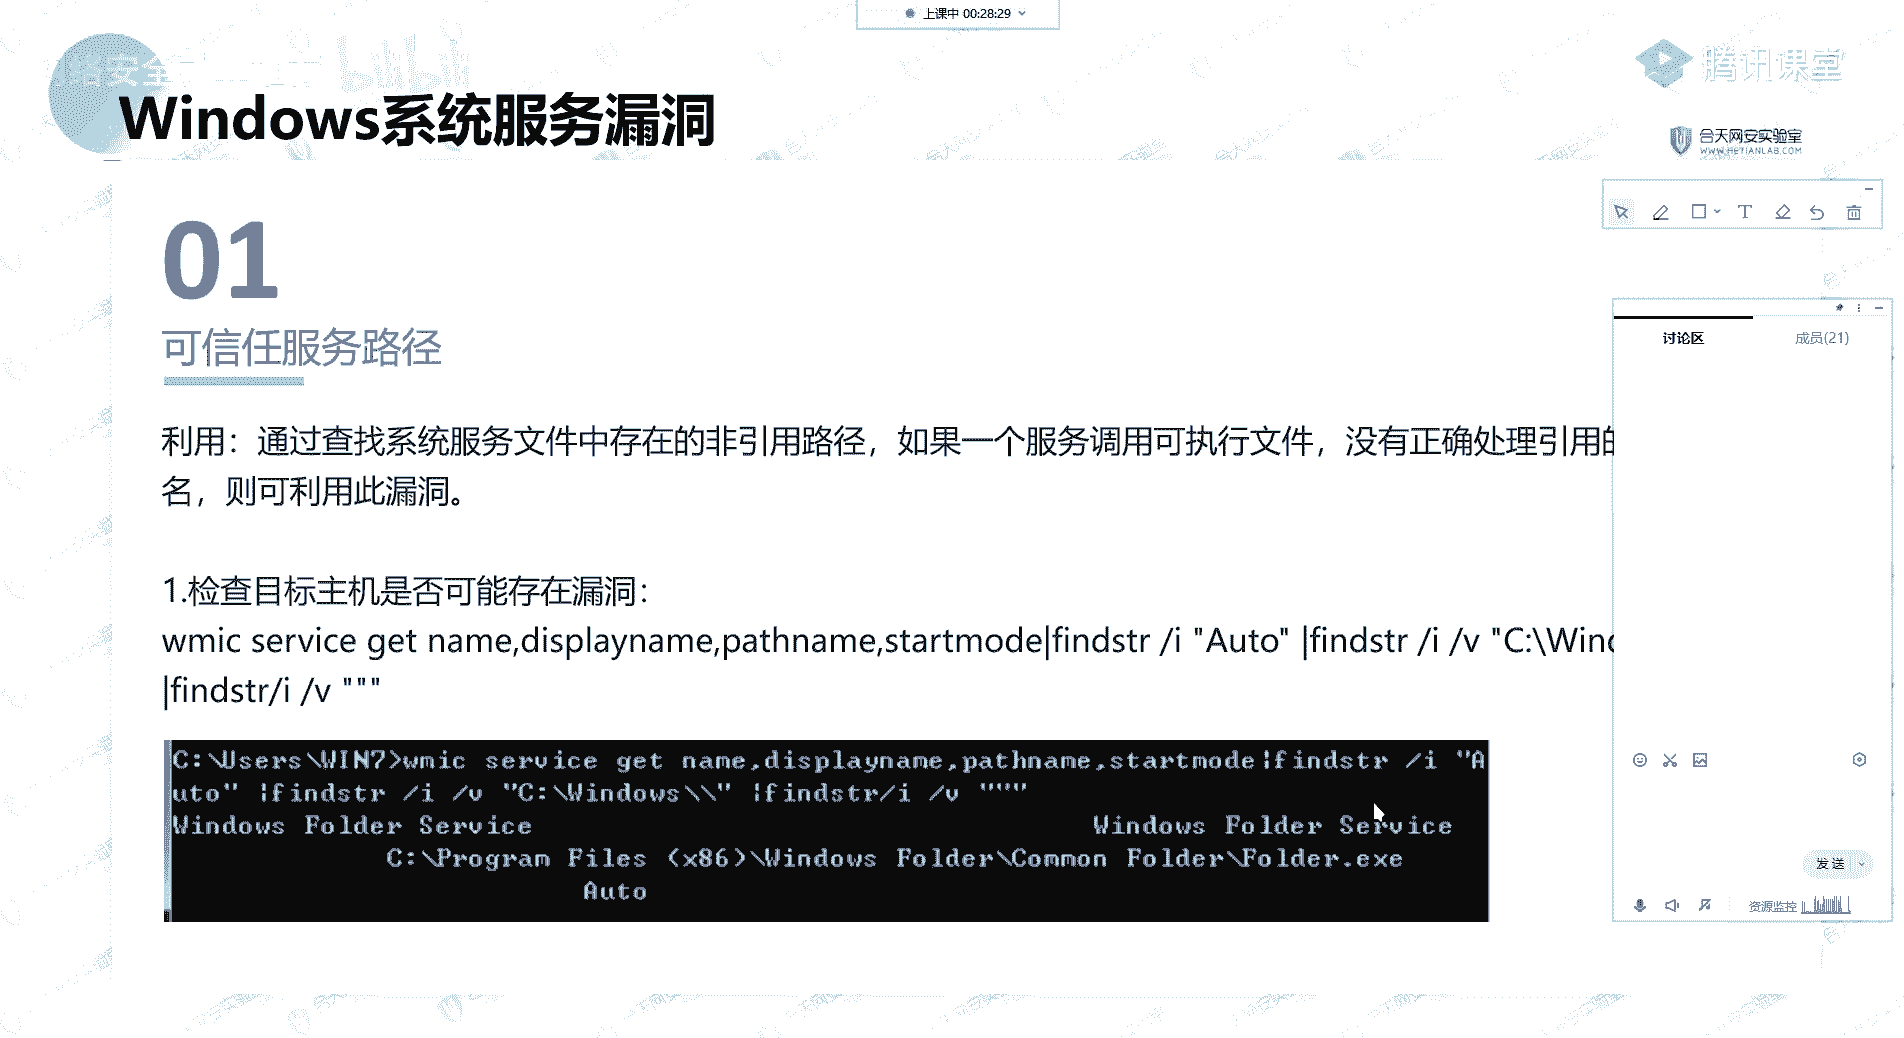 上课中 00:28:29
腾讯课堂
Windows系统服务漏洞
合天网安实验室
WWW.HETIANLAB.COM
01
可信任服务路径
讨论区 成员(21)
利用：通过查找系统服务文件中存在的非引用路径，如果一个服务调用可执行文件，没有正确处理引用的
名，则可利用此漏洞。
1.检查目标主机是否可能存在漏洞：
wmic service get name,displayname,pathname,startmode|findstr /i "Auto" |findstr /i /v "C:\Wind
|findstr/i /v """
C:\Users\WIN7>wmic service get name,displayname,pathname,startmode|findstr /i "A
uto" |findstr /i /v "C:\Windows\\" |findstr/i /v """
Windows Folder Service Windows Folder Service
C:\Program Files (x86)\Windows Folder\Common Folder\Folder.exe
Auto
发送
资源监控